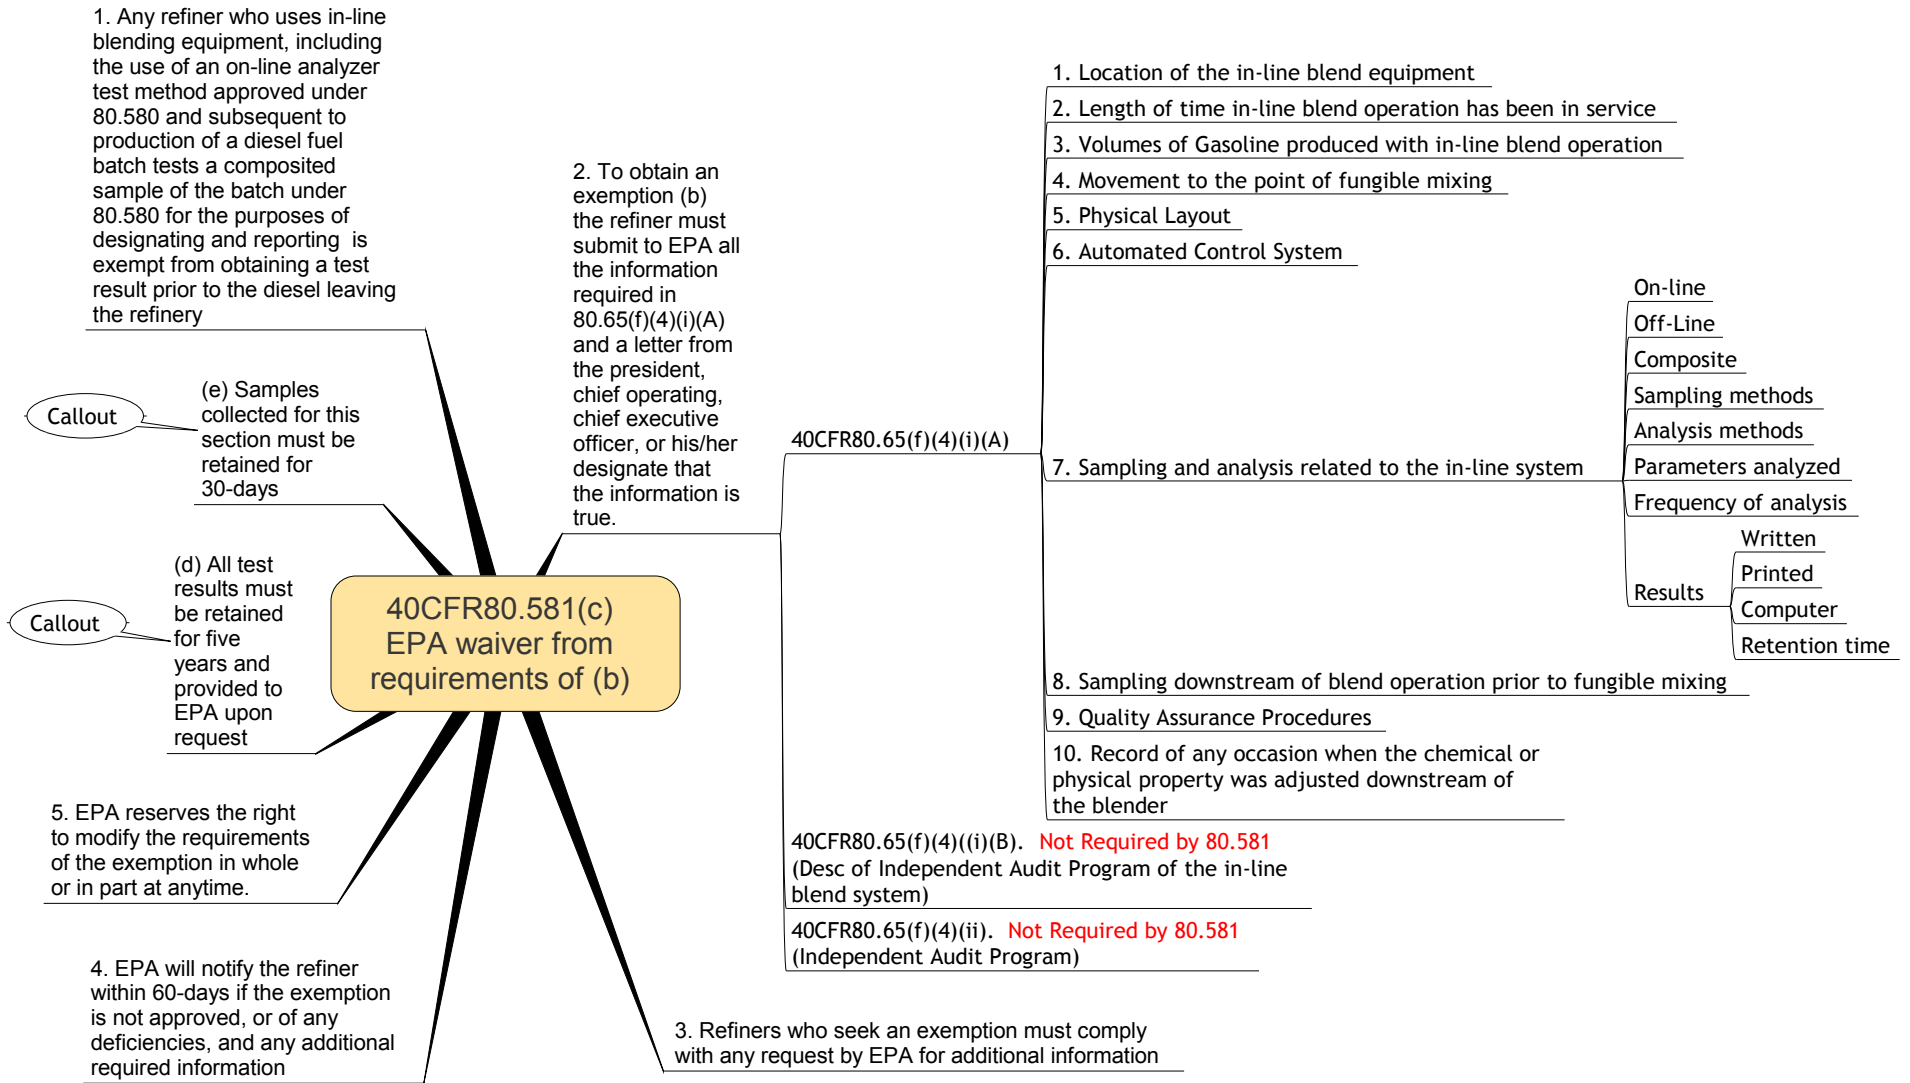 1. Any refiner who uses in-line
blending equipment, including
the use of an on-line analyzer
test method approved under
80.580 and subsequent to
production of a diesel fuel
batch tests a composited
sample of the batch under
80.580 for the purposes of
designating and reporting  is
exempt from obtaining a test
result prior to the diesel leaving
the refinery
Callout
(e) Samples
collected for this
section must be
retained for
30-days
Callout
(d) All test
results must
be retained
for five
years and
provided to
EPA upon
request
5. EPA reserves the right
to modify the requirements
of the exemption in whole
or in part at anytime.
4. EPA will notify the refiner
within 60-days if the exemption
is not approved, or of any
deficiencies, and any additional
required information
40CFR80.581(c)
EPA waiver from
requirements of (b)
2. To obtain an
exemption (b)
the refiner must
submit to EPA all
the information
required in
80.65(f)(4)(i)(A)
and a letter from
the president,
chief operating,
chief executive
officer, or his/her
designate that
the information is
true.
40CFR80.65(f)(4)(i)(A)
1. Location of the in-line blend equipment
2. Length of time in-line blend operation has been in service
3. Volumes of Gasoline produced with in-line blend operation
4. Movement to the point of fungible mixing
5. Physical Layout
6. Automated Control System
7. Sampling and analysis related to the in-line system
On-line
Off-Line
Composite
Sampling methods
Analysis methods
Parameters analyzed
Frequency of analysis
Results
Written
Printed
Computer
Retention time
8. Sampling downstream of blend operation prior to fungible mixing
9. Quality Assurance Procedures
10. Record of any occasion when the chemical or
physical property was adjusted downstream of
the blender
40CFR80.65(f)(4)((i)(B).  Not Required by 80.581
(Desc of Independent Audit Program of the in-line
blend system)
40CFR80.65(f)(4)(ii).  Not Required by 80.581
(Independent Audit Program)
3. Refiners who seek an exemption must comply
with any request by EPA for additional information